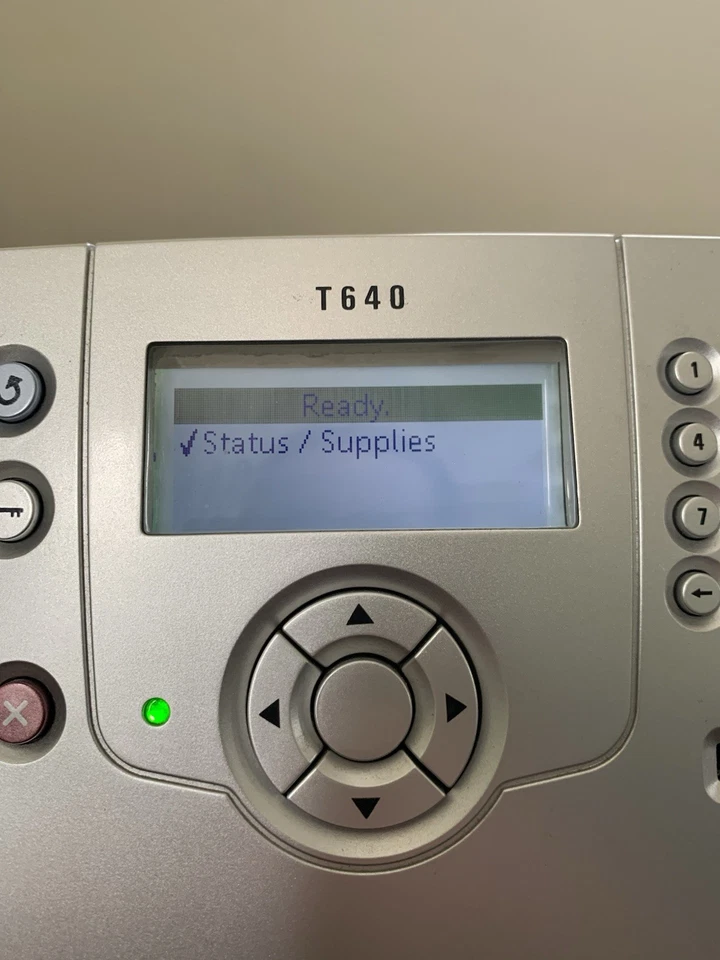 T640
Ready.
✓Status / Supplies
1
4
7